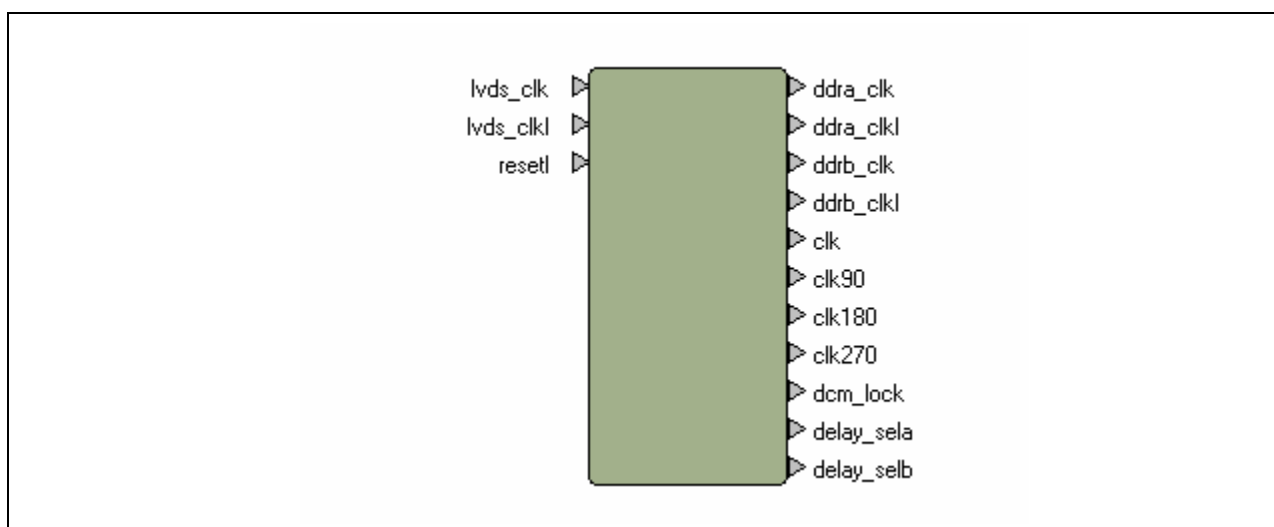 lvds_clk
lvds_clkl
resetl
ddra_clk
ddra_clkl
ddrb_clk
ddrb_clkl
clk
clk90
clk180
clk270
dcm_lock
delay_sela
delay_selb